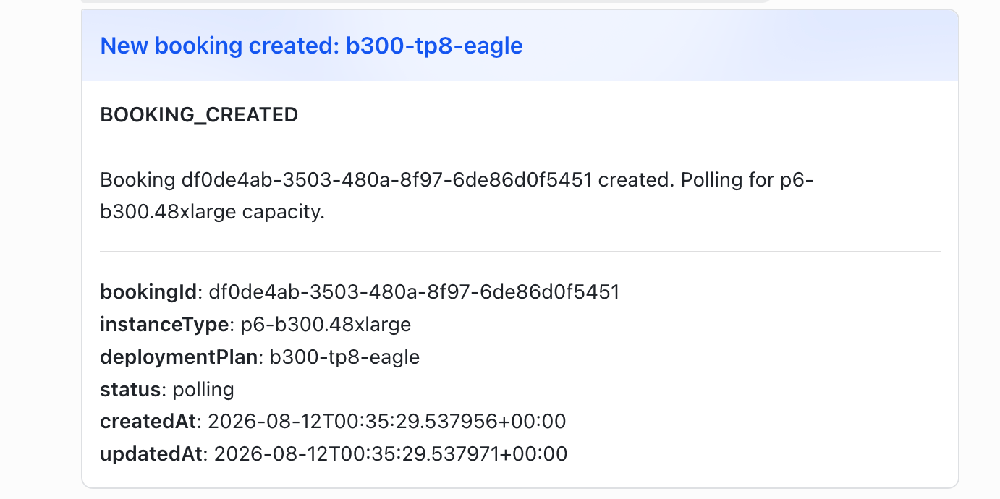 New booking created: b300-tp8-eagle
BOOKING_CREATED
Booking df0de4ab-3503-480a-8f97-6de86d0f5451 created. Polling for p6-
b300.48xlarge capacity.
bookingId: df0de4ab-3503-480a-8f97-6de86d0f5451
instanceType: p6-b300.48xlarge
deploymentPlan: b300-tp8-eagle
status: polling
createdAt: 2026-08-12T00:35:29.537956+00:00
updatedAt: 2026-08-12T00:35:29.537971+00:00